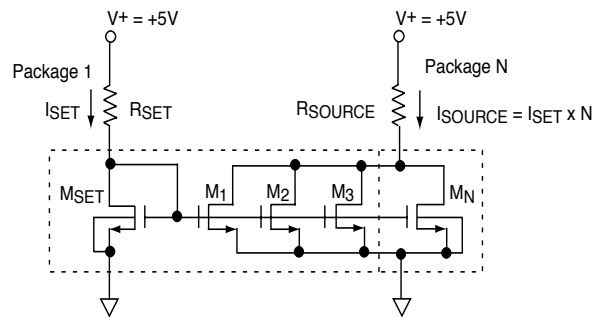 V+ = +5V
V+ = +5V
Package 1
Package N
ISET
RSET
RSOURCE
ISOURCE = ISET x N
MSET
M1
M2
M3
MN